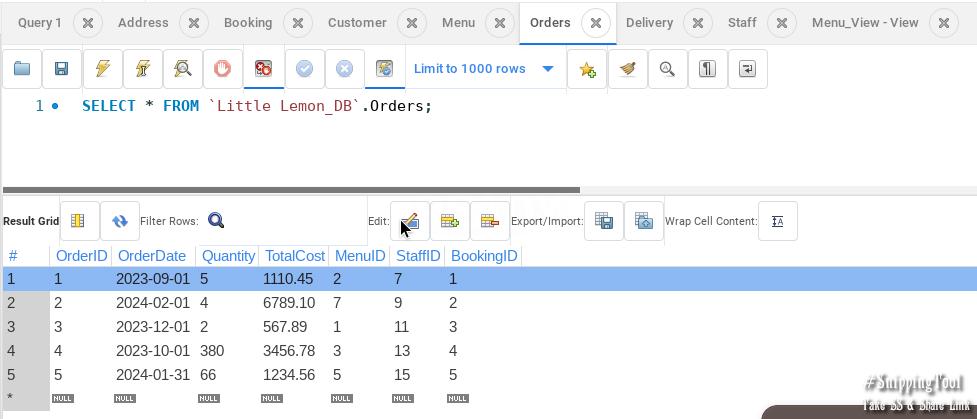 Query 1 Address Booking Customer Menu Orders Delivery Staff Menu_View - View
Limit to 1000 rows
1 SELECT * FROM `Little Lemon_DB`.Orders;
Result Grid Filter Rows: Edit: Export/Import: Wrap Cell Content:
# OrderID OrderDate Quantity TotalCost MenuID StaffID BookingID
1 1 2023-09-01 5 1110.45 2 7 1
2 2 2024-02-01 4 6789.10 7 9 2
3 3 2023-12-01 2 567.89 1 11 3
4 4 2023-10-01 380 3456.78 3 13 4
5 5 2024-01-31 66 1234.56 5 15 5
* NULL NULL NULL NULL NULL NULL NULL
#SnippingTool
Take SS & Share Link